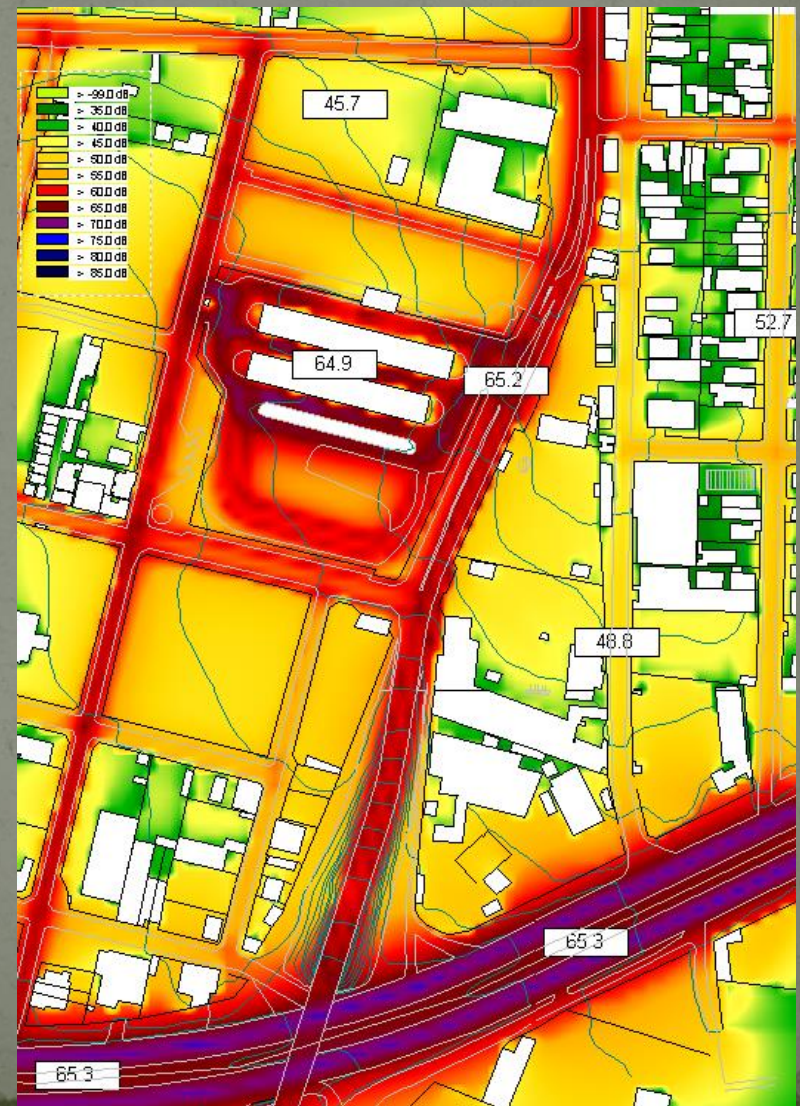 45.7
> -99.0 dB
> 35.0 dB
> 40.0 dB
> 45.0 dB
> 50.0 dB
> 55.0 dB
> 60.0 dB
> 65.0 dB
> 70.0 dB
> 75.0 dB
> 80.0 dB
> 85.0 dB
52.7
64.9
65.2
48.8
65.3
65.3